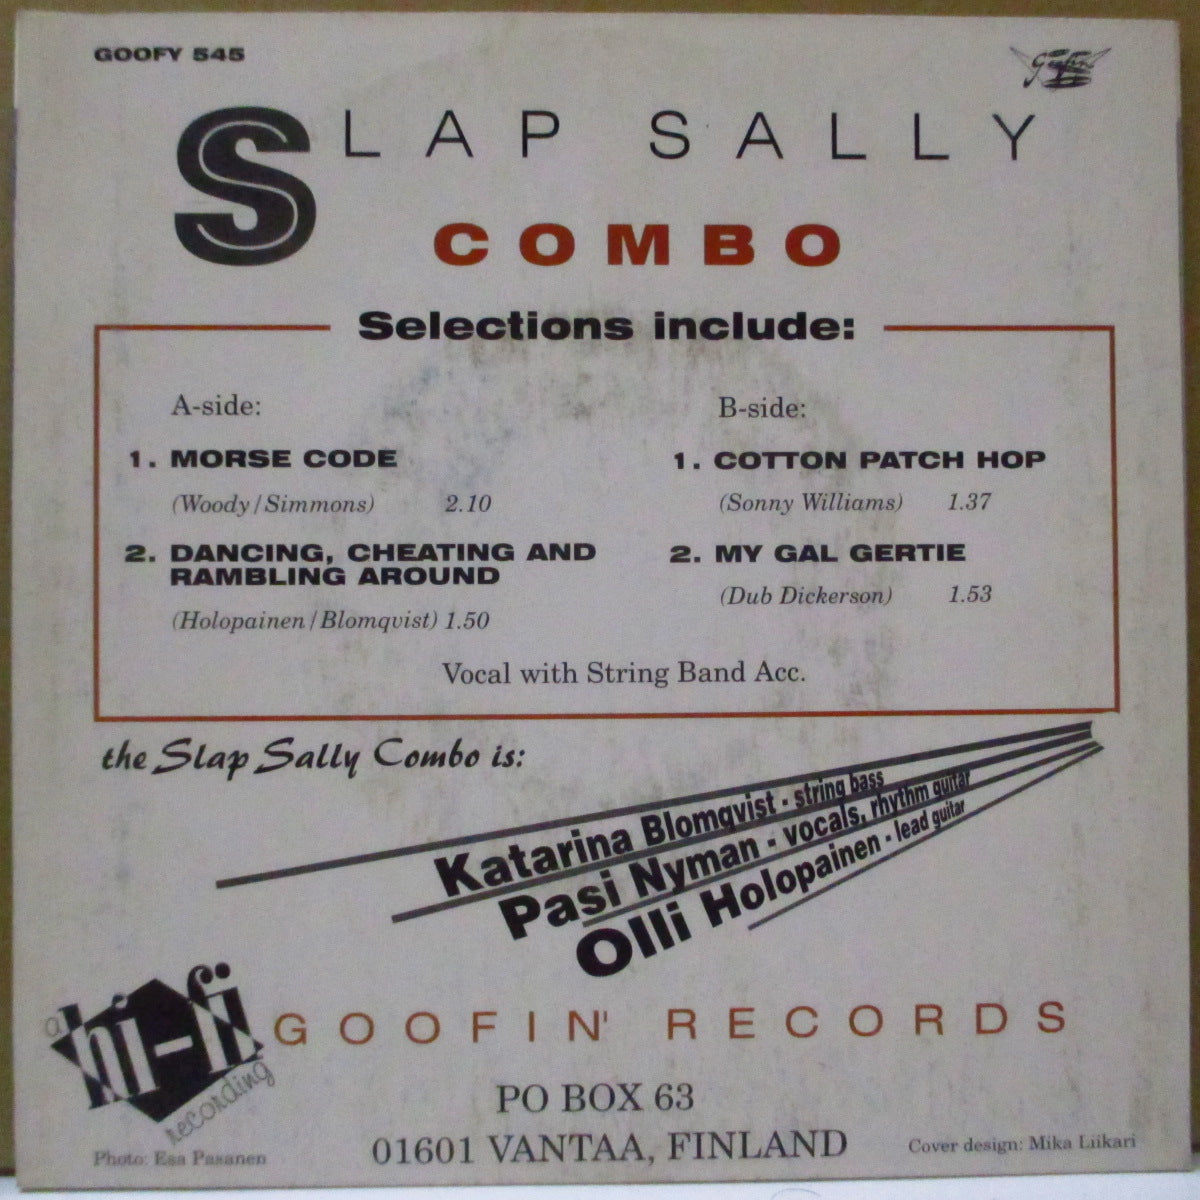 GOOFY 545
Goofin'
SLAP SALLY
COMBO
Selections include:
A-side:
1. MORSE CODE
(Woody/Simmons) 2.10
2. DANCING, CHEATING AND
RAMBLING AROUND
(Holopainen/Blomqvist) 1.50
B-side:
1. COTTON PATCH HOP
(Sonny Williams) 1.37
2. MY GAL GERTIE
(Dub Dickerson) 1.53
Vocal with String Band Acc.
the Slap Sally Combo is:
Katarina Blomqvist - string bass
Pasi Nyman - vocals, rhythm guitar
Olli Holopainen - lead guitar
a
hi-fi
recording
GOOFIN' RECORDS
PO BOX 63
01601 VANTAA, FINLAND
Photo: Esa Pasanen
Cover design: Mika Liikari